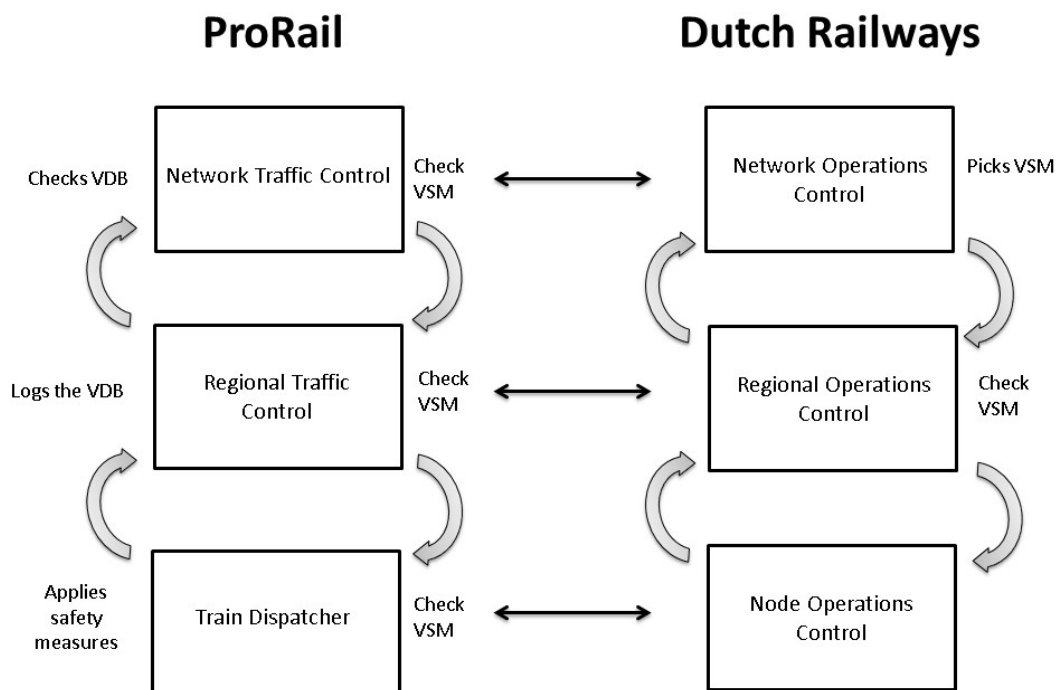 ProRail
Dutch Railways
Checks VDB
Network Traffic Control
Check
VSM
Network Operations
Control
Picks VSM
Logs the VDB
Regional Traffic
Control
Check
VSM
Regional Operations
Control
Check
VSM
Applies
safety
measures
Train Dispatcher
Check
VSM
Node Operations
Control